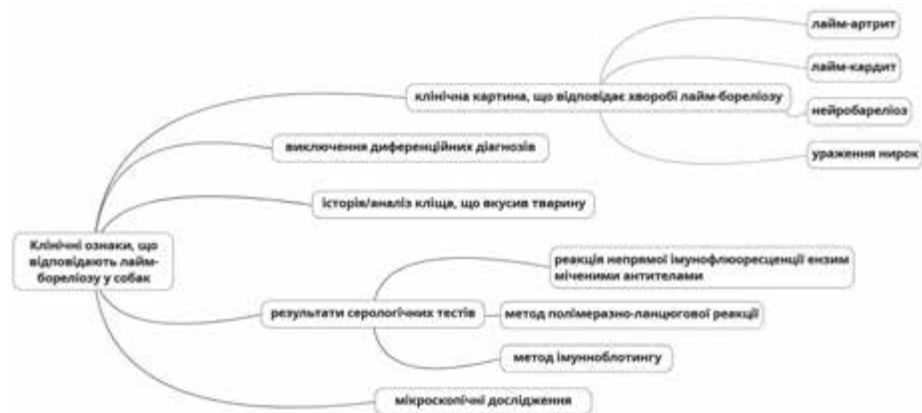 лайм-артрит
лайм-кардит
клінічна картина, що відповідає хворобі лайм-бореліозу
нейробареліоз
виключення диференційних діагнозів
ураження нирок
історія/аналіз кліща, що вкусив тварину
Клінічні ознаки, що
відповідають лайм-
бореліозу у собак
реакція непрямої імунофлюоресценції ензим
міченими антителами
результати серологічних тестів
метод полімеразно-ланцюгової реакції
метод імунноблотингу
мікроскопічні дослідження